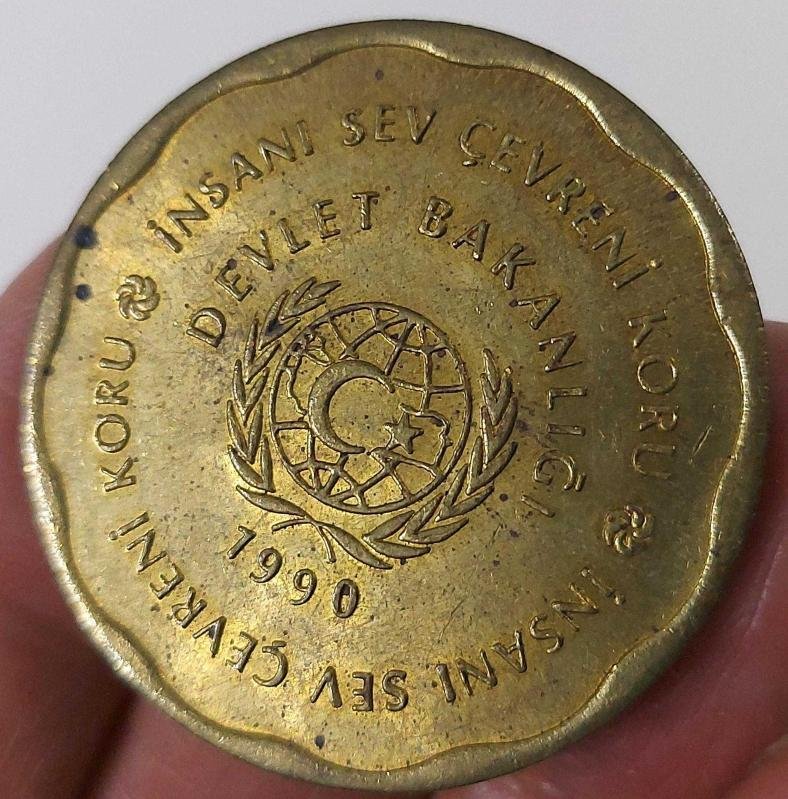 İNSANI SEV ÇEVRENİ KORU
İNSANI SEV ÇEVRENİ KORU
DEVLET BAKANLIĞI
1990